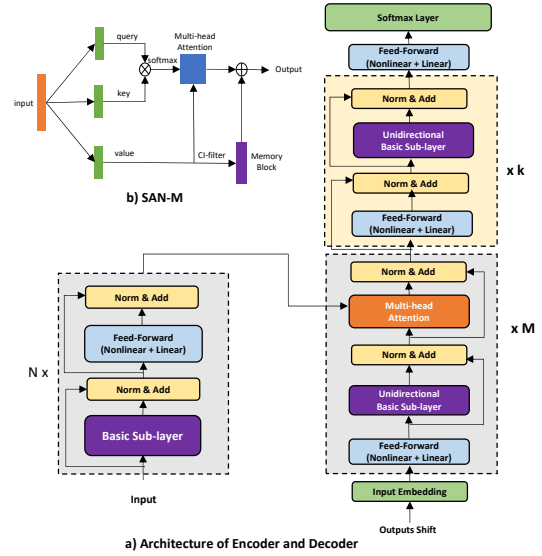 query
Multi-head
Attention
softmax
input
key
Output
value
CI-filter
Memory
Block
b) SAN-M
Softmax Layer
Feed-Forward
(Nonlinear + Linear)
Norm & Add
Unidirectional
Basic Sub-layer
x k
Norm & Add
Feed-Forward
(Nonlinear + Linear)
Norm & Add
Multi-head
Attention
x M
Norm & Add
Unidirectional
Basic Sub-layer
Feed-Forward
(Nonlinear + Linear)
Input Embedding
Outputs Shift
Norm & Add
Feed-Forward
(Nonlinear + Linear)
N x
Norm & Add
Basic Sub-layer
Input
a) Architecture of Encoder and Decoder